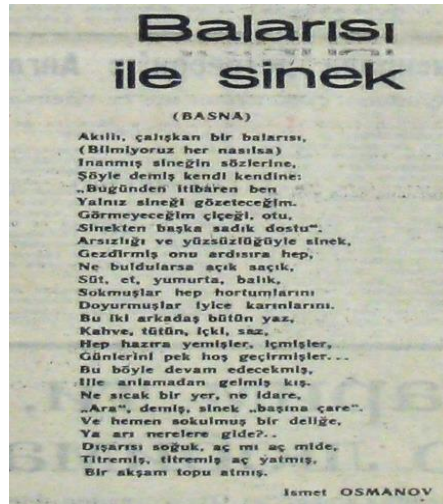 Balarısı
ile sinek
(BASNA)
Akıllı, çalışkan bir balarısı,
(Bilmiyoruz her nasılsa)
Inanmış sineğin sözlerine,
Şöyle demiş kendi kendine:
„Bugünden itibaren ben
Yalnız sineği gözeteceğim.
Görmeyeceğim çiçeği, otu,
Sinekten başka sadık dostu“.
Arsızlığı ve yüzsüzlüğüyle sinek,
Gezdirmiş onu ardısıra hep,
Ne buldularsa açık saçık,
Süt, et, yumurta, balık,
Sokmuşlar hep hortumlarını
Doyurmuşlar iyice karınlarını.
Bu iki arkadaş bütün yaz,
Kahve, tütün, içki, saz,
Hep hazıra yemişler, içmişler,
Günlerini pek hoş geçirmişler...
Bu böyle devam edecekmiş,
Ille anlamadan gelmiş kış.
Ne sıcak bir yer, ne idare,
„Ara“, demiş, sinek „başına çare“.
Ve hemen sokulmuş bir deliğe,
Ya arı nerelere gide?..
Dışarısı soğuk, aç mı aç mide,
Titremiş, titremiş aç yatmış,
Bir akşam topu atmış.
Ismet OSMANOV